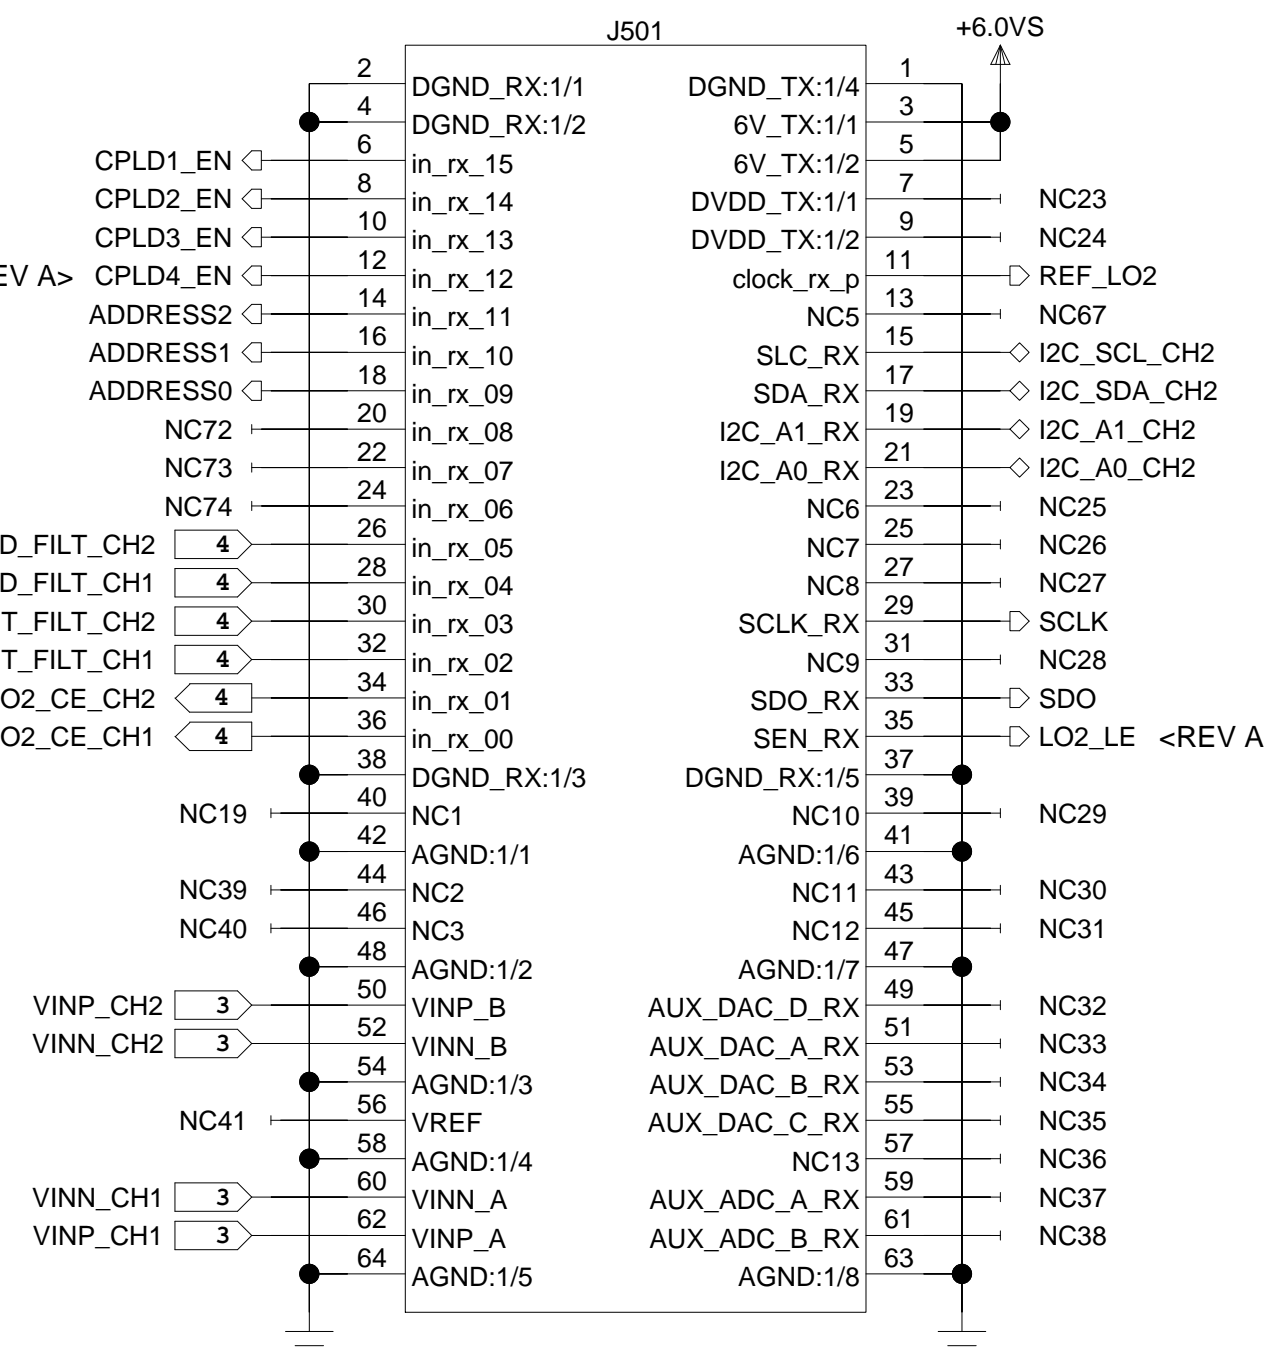 J501
+6.0VS
2 DGND_RX:1/1 DGND_TX:1/4 1
4 DGND_RX:1/2 6V_TX:1/1 3
CPLD1_EN 6 in_rx_15 6V_TX:1/2 5
CPLD2_EN 8 in_rx_14 DVDD_TX:1/1 7 NC23
CPLD3_EN 10 in_rx_13 DVDD_TX:1/2 9 NC24
EV A> CPLD4_EN 12 in_rx_12 clock_rx_p 11 REF_LO2
ADDRESS2 14 in_rx_11 NC5 13 NC67
ADDRESS1 16 in_rx_10 SLC_RX 15 I2C_SCL_CH2
ADDRESS0 18 in_rx_09 SDA_RX 17 I2C_SDA_CH2
NC72 20 in_rx_08 I2C_A1_RX 19 I2C_A1_CH2
NC73 22 in_rx_07 I2C_A0_RX 21 I2C_A0_CH2
NC74 24 in_rx_06 NC6 23 NC25
D_FILT_CH2 4 26 in_rx_05 NC7 25 NC26
D_FILT_CH1 4 28 in_rx_04 NC8 27 NC27
T_FILT_CH2 4 30 in_rx_03 SCLK_RX 29 SCLK
T_FILT_CH1 4 32 in_rx_02 NC9 31 NC28
O2_CE_CH2 4 34 in_rx_01 SDO_RX 33 SDO
O2_CE_CH1 4 36 in_rx_00 SEN_RX 35 LO2_LE <REV A
38 DGND_RX:1/3 DGND_RX:1/5 37
NC19 40 NC1 NC10 39 NC29
42 AGND:1/1 AGND:1/6 41
NC39 44 NC2 NC11 43 NC30
NC40 46 NC3 NC12 45 NC31
48 AGND:1/2 AGND:1/7 47
VINP_CH2 3 50 VINP_B AUX_DAC_D_RX 49 NC32
VINN_CH2 3 52 VINN_B AUX_DAC_A_RX 51 NC33
54 AGND:1/3 AUX_DAC_B_RX 53 NC34
NC41 56 VREF AUX_DAC_C_RX 55 NC35
58 AGND:1/4 NC13 57 NC36
VINN_CH1 3 60 VINN_A AUX_ADC_A_RX 59 NC37
VINP_CH1 3 62 VINP_A AUX_ADC_B_RX 61 NC38
64 AGND:1/5 AGND:1/8 63